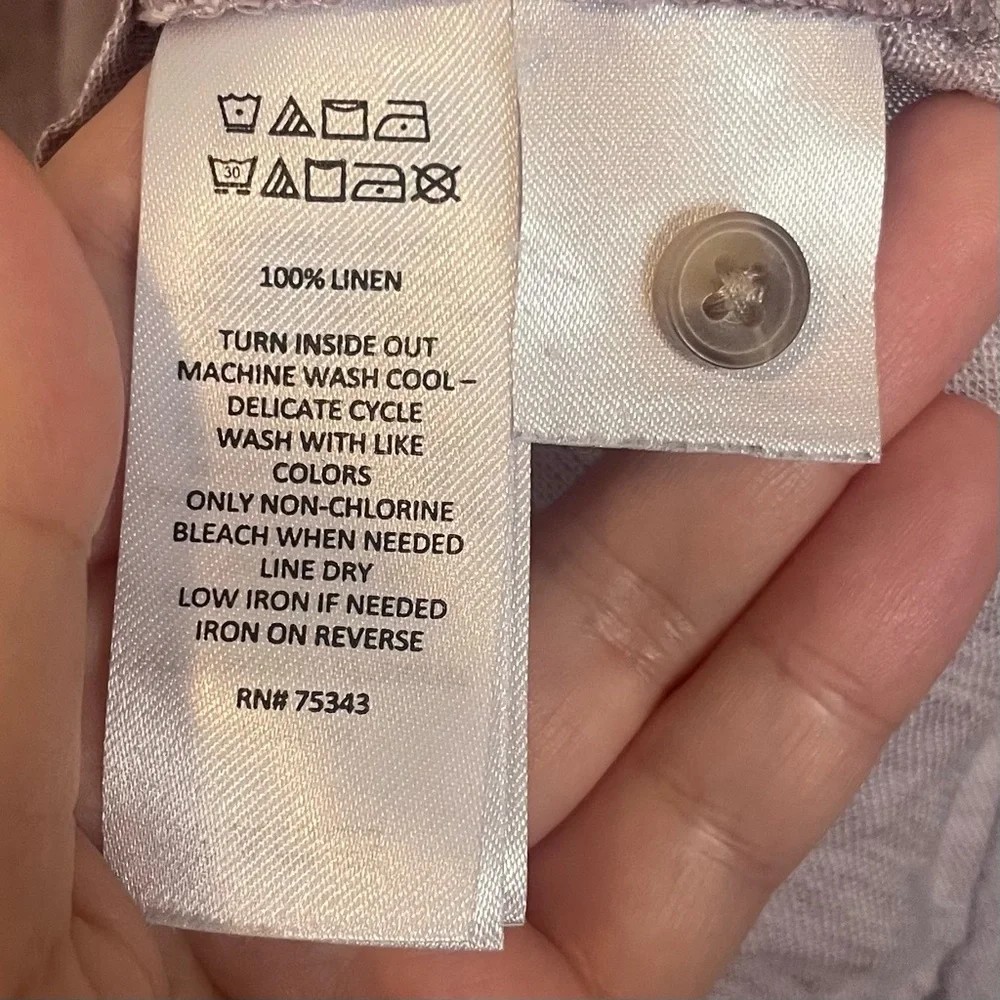 30
100% LINEN
TURN INSIDE OUT
MACHINE WASH COOL–
DELICATE CYCLE
WASH WITH LIKE
COLORS
ONLY NON-CHLORINE
BLEACH WHEN NEEDED
LINE DRY
LOW IRON IF NEEDED
IRON ON REVERSE
RN# 75343